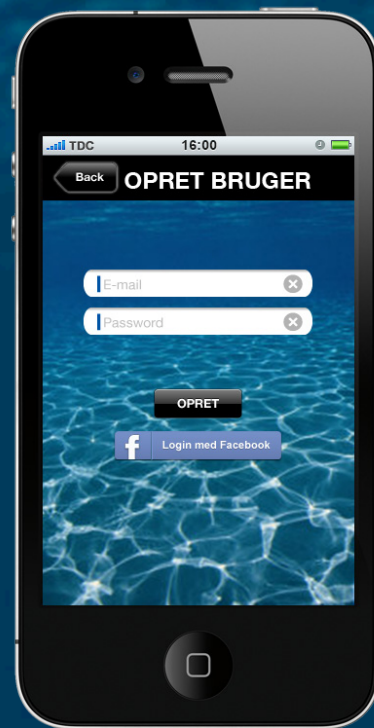 TDC 16:00
Back OPRET BRUGER
E-mail
Password
OPRET
f Login med Facebook